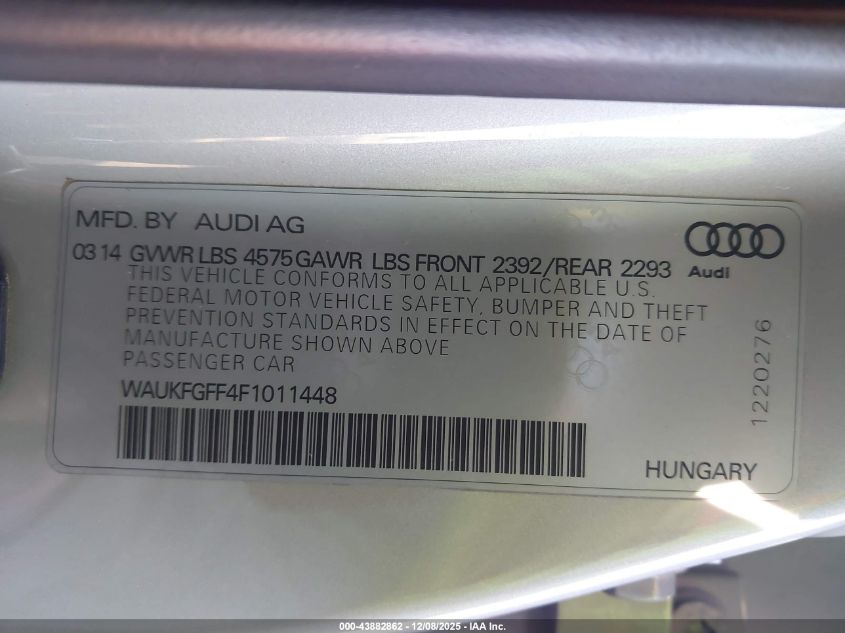 MFD. BY AUDI AG
0314 GVWR LBS 4575 GAWR LBS FRONT 2392/REAR 2293
Audi
THIS VEHICLE CONFORMS TO ALL APPLICABLE U.S.
FEDERAL MOTOR VEHICLE SAFETY, BUMPER AND THEFT
PREVENTION STANDARDS IN EFFECT ON THE DATE OF
MANUFACTURE SHOWN ABOVE
PASSENGER CAR
WAUKFGFF4F1011448
1220276
HUNGARY
000-43882862 - 12/08/2025 - IAA Inc.